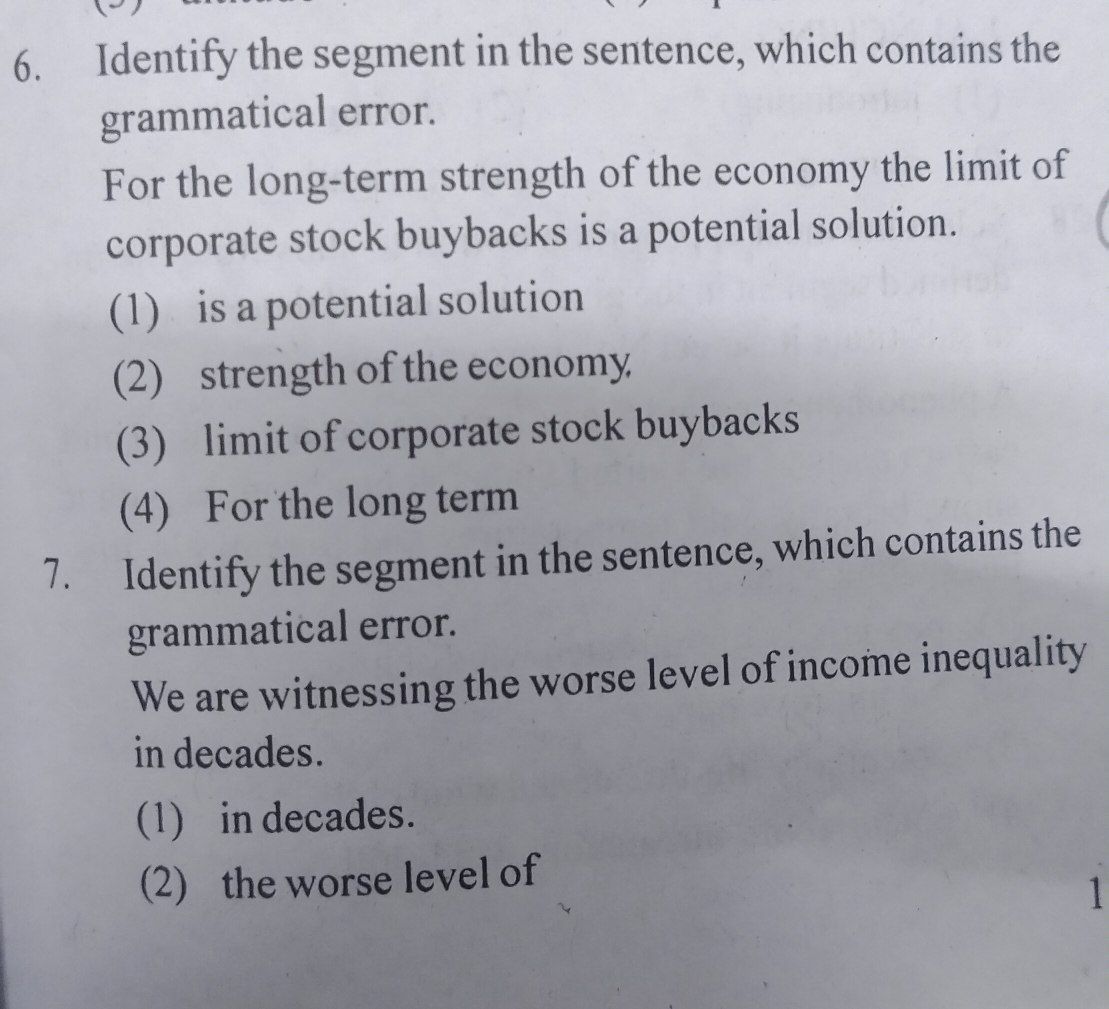 6. Identify the segment in the sentence, which contains the
grammatical error.
For the long-term strength of the economy the limit of
corporate stock buybacks is a potential solution.
(1) is a potential solution
(2) strength of the economy.
(3) limit of corporate stock buybacks
(4) For the long term
7. Identify the segment in the sentence, which contains the
grammatical error.
We are witnessing the worse level of income inequality
in decades.
(1) in decades.
(2) the worse level of
1